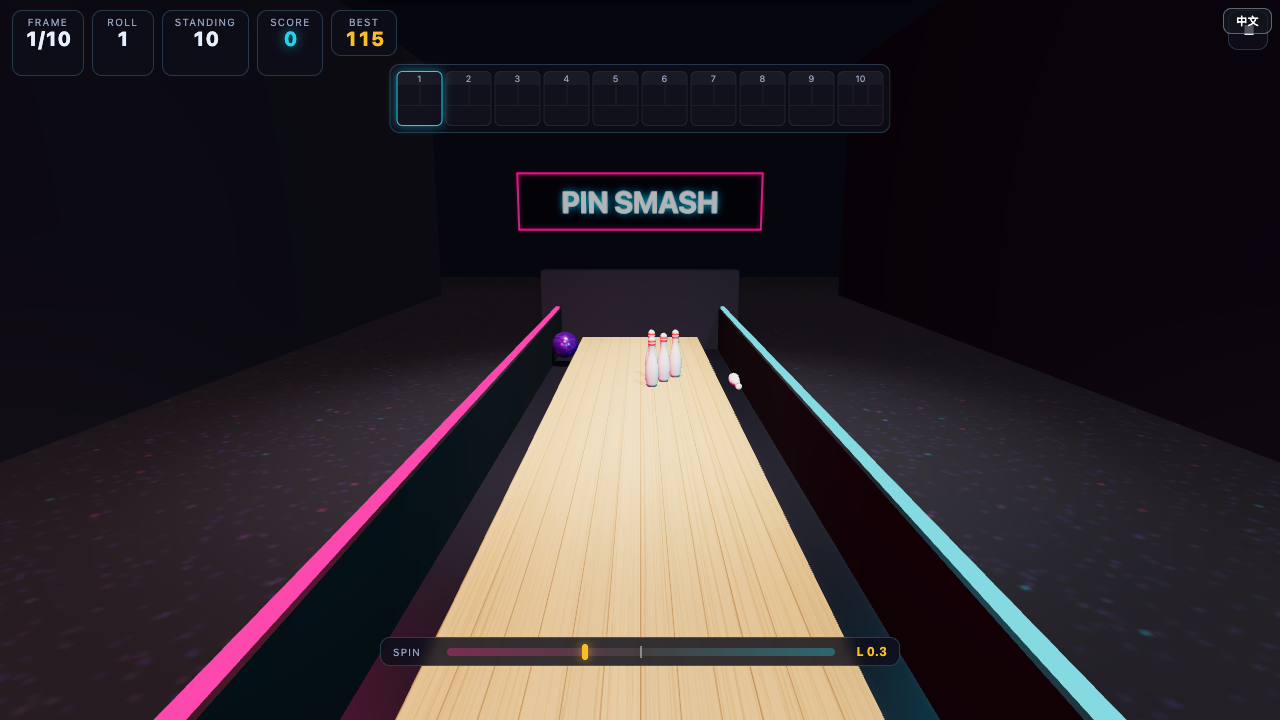 FRAME
1/10
ROLL
1
STANDING
10
SCORE
0
BEST
115
中文
1 2 3 4 5 6 7 8 9 10
PIN SMASH
SPIN
L 0.3